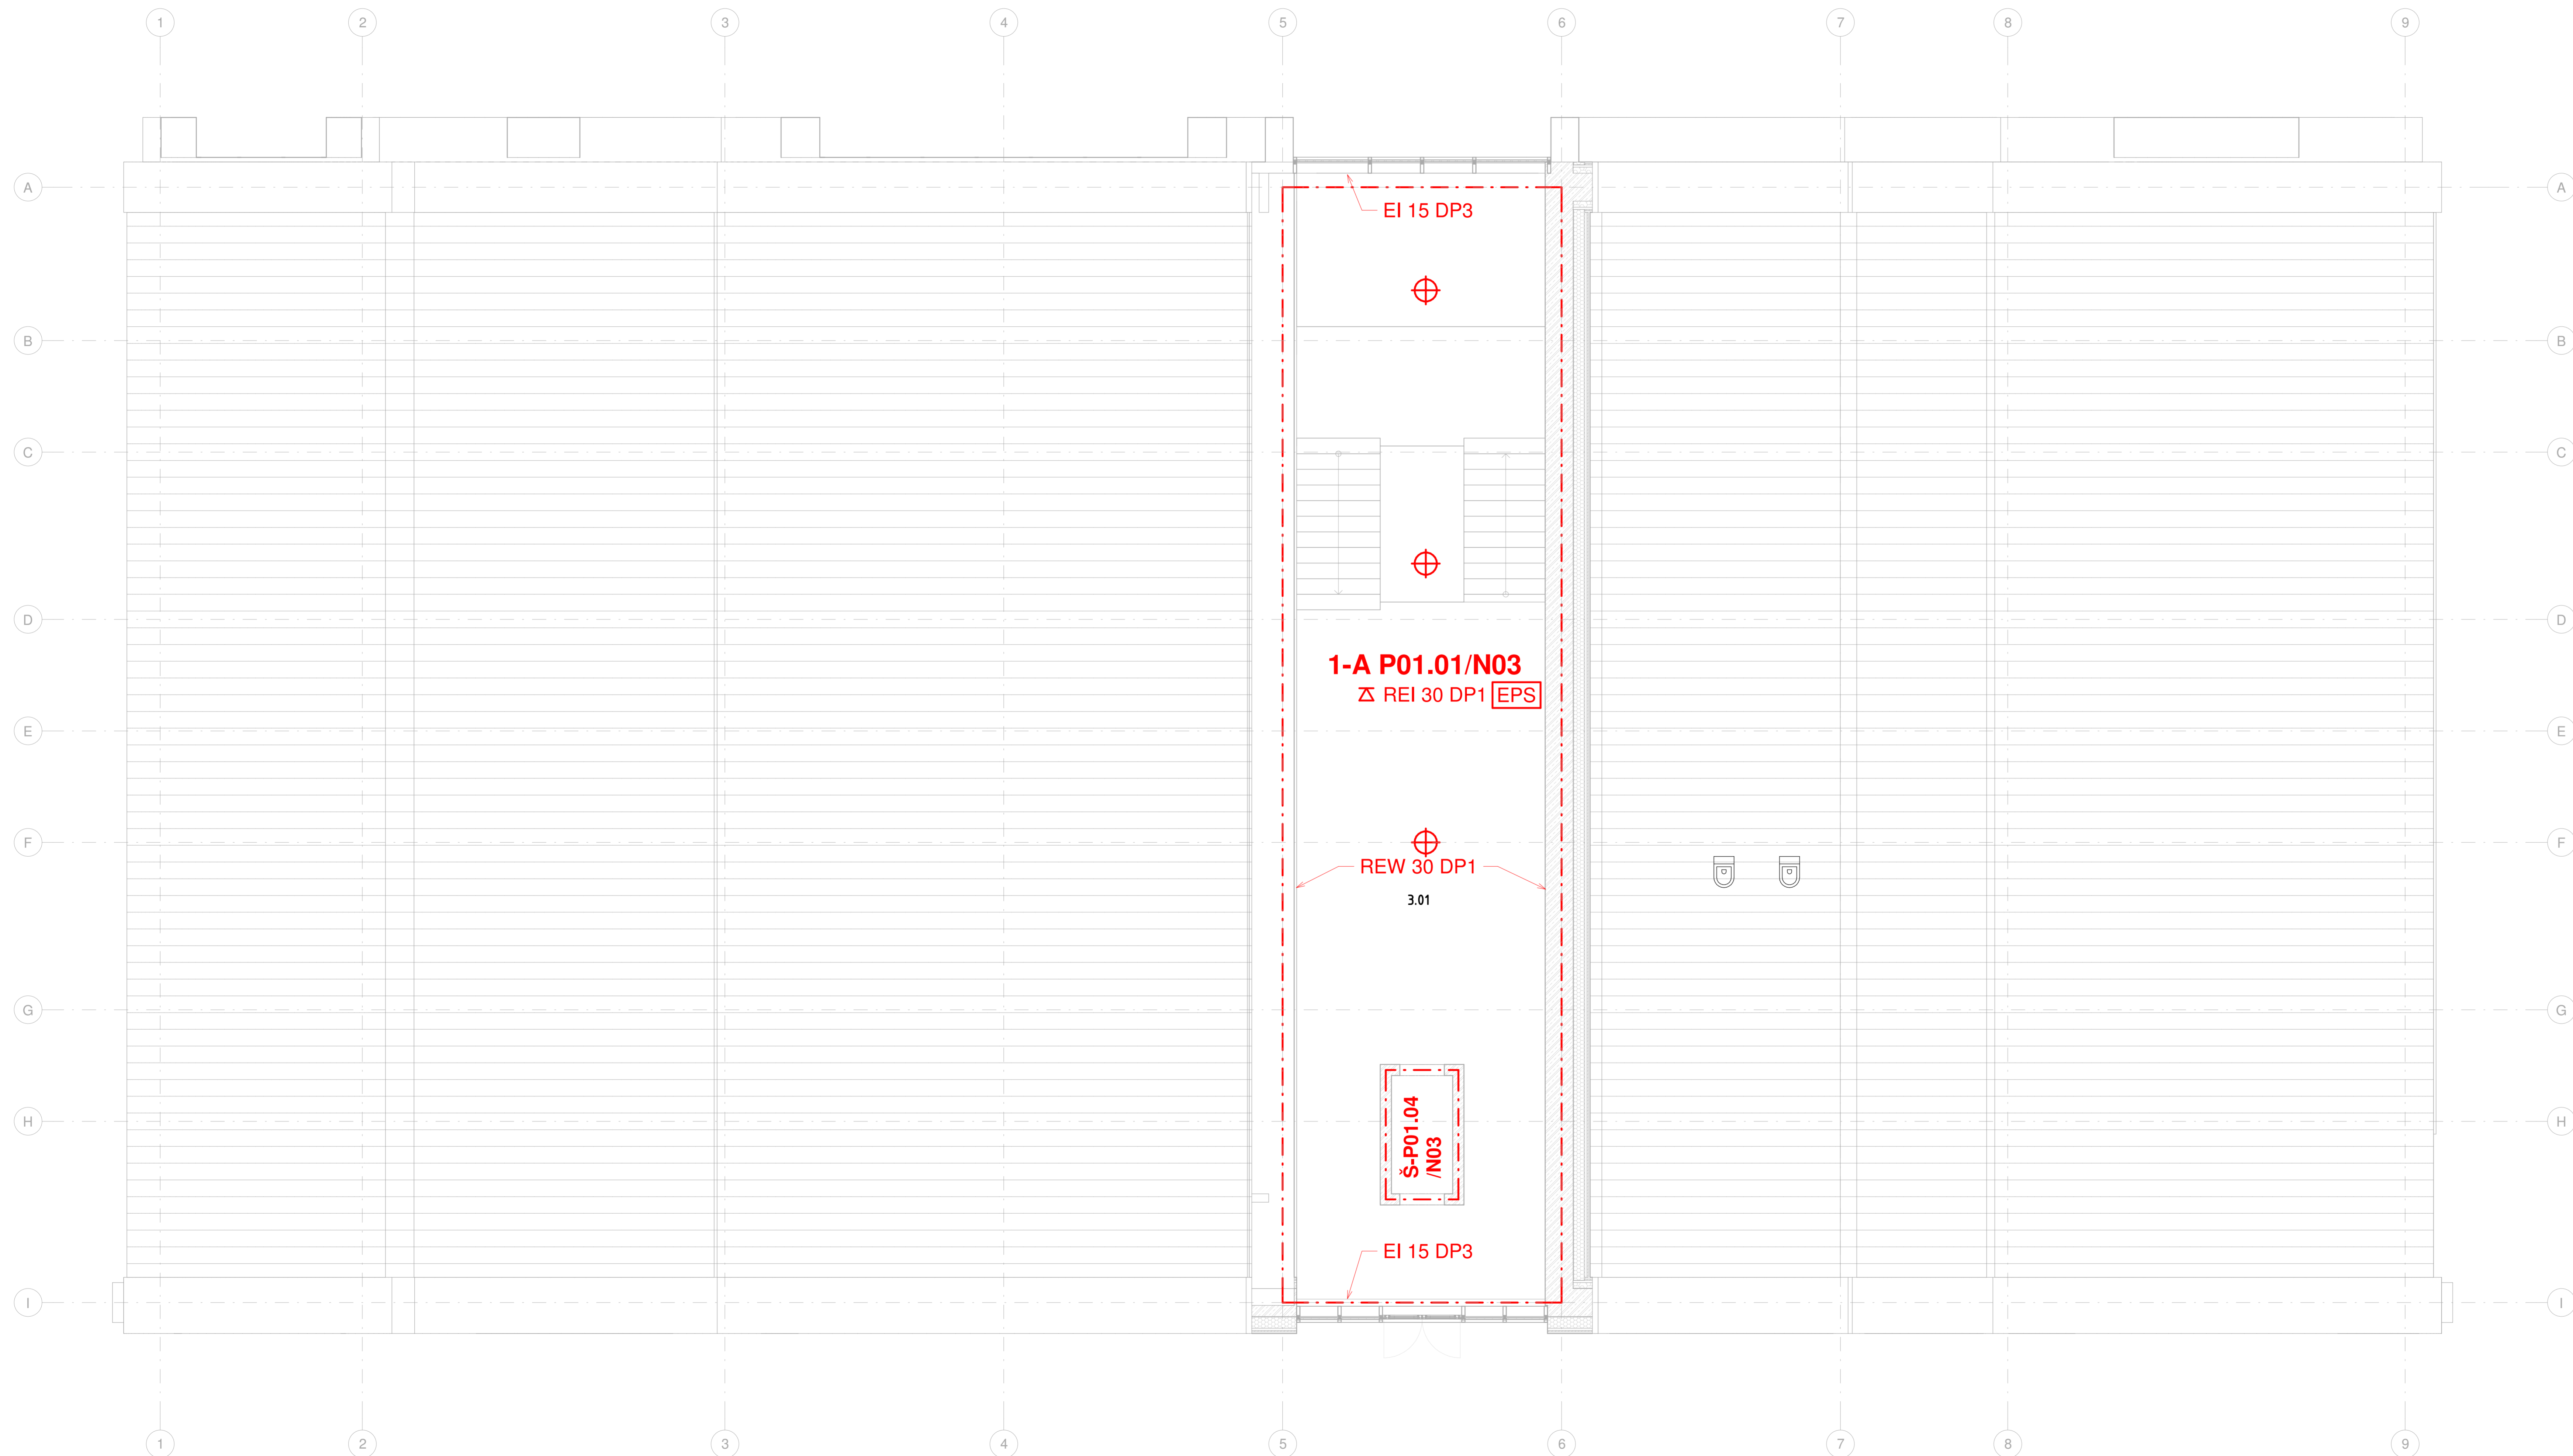 1 2 3 4 5 6 7 8 9
A A
EI 15 DP3
B B
C C
D D
1-A P01.01/N03
REI 30 DP1 EPS
E E
F F
REW 30 DP1
3.01
G G
H H
Š-P01.04
/N03
EI 15 DP3
I I
1 2 3 4 5 6 7 8 9